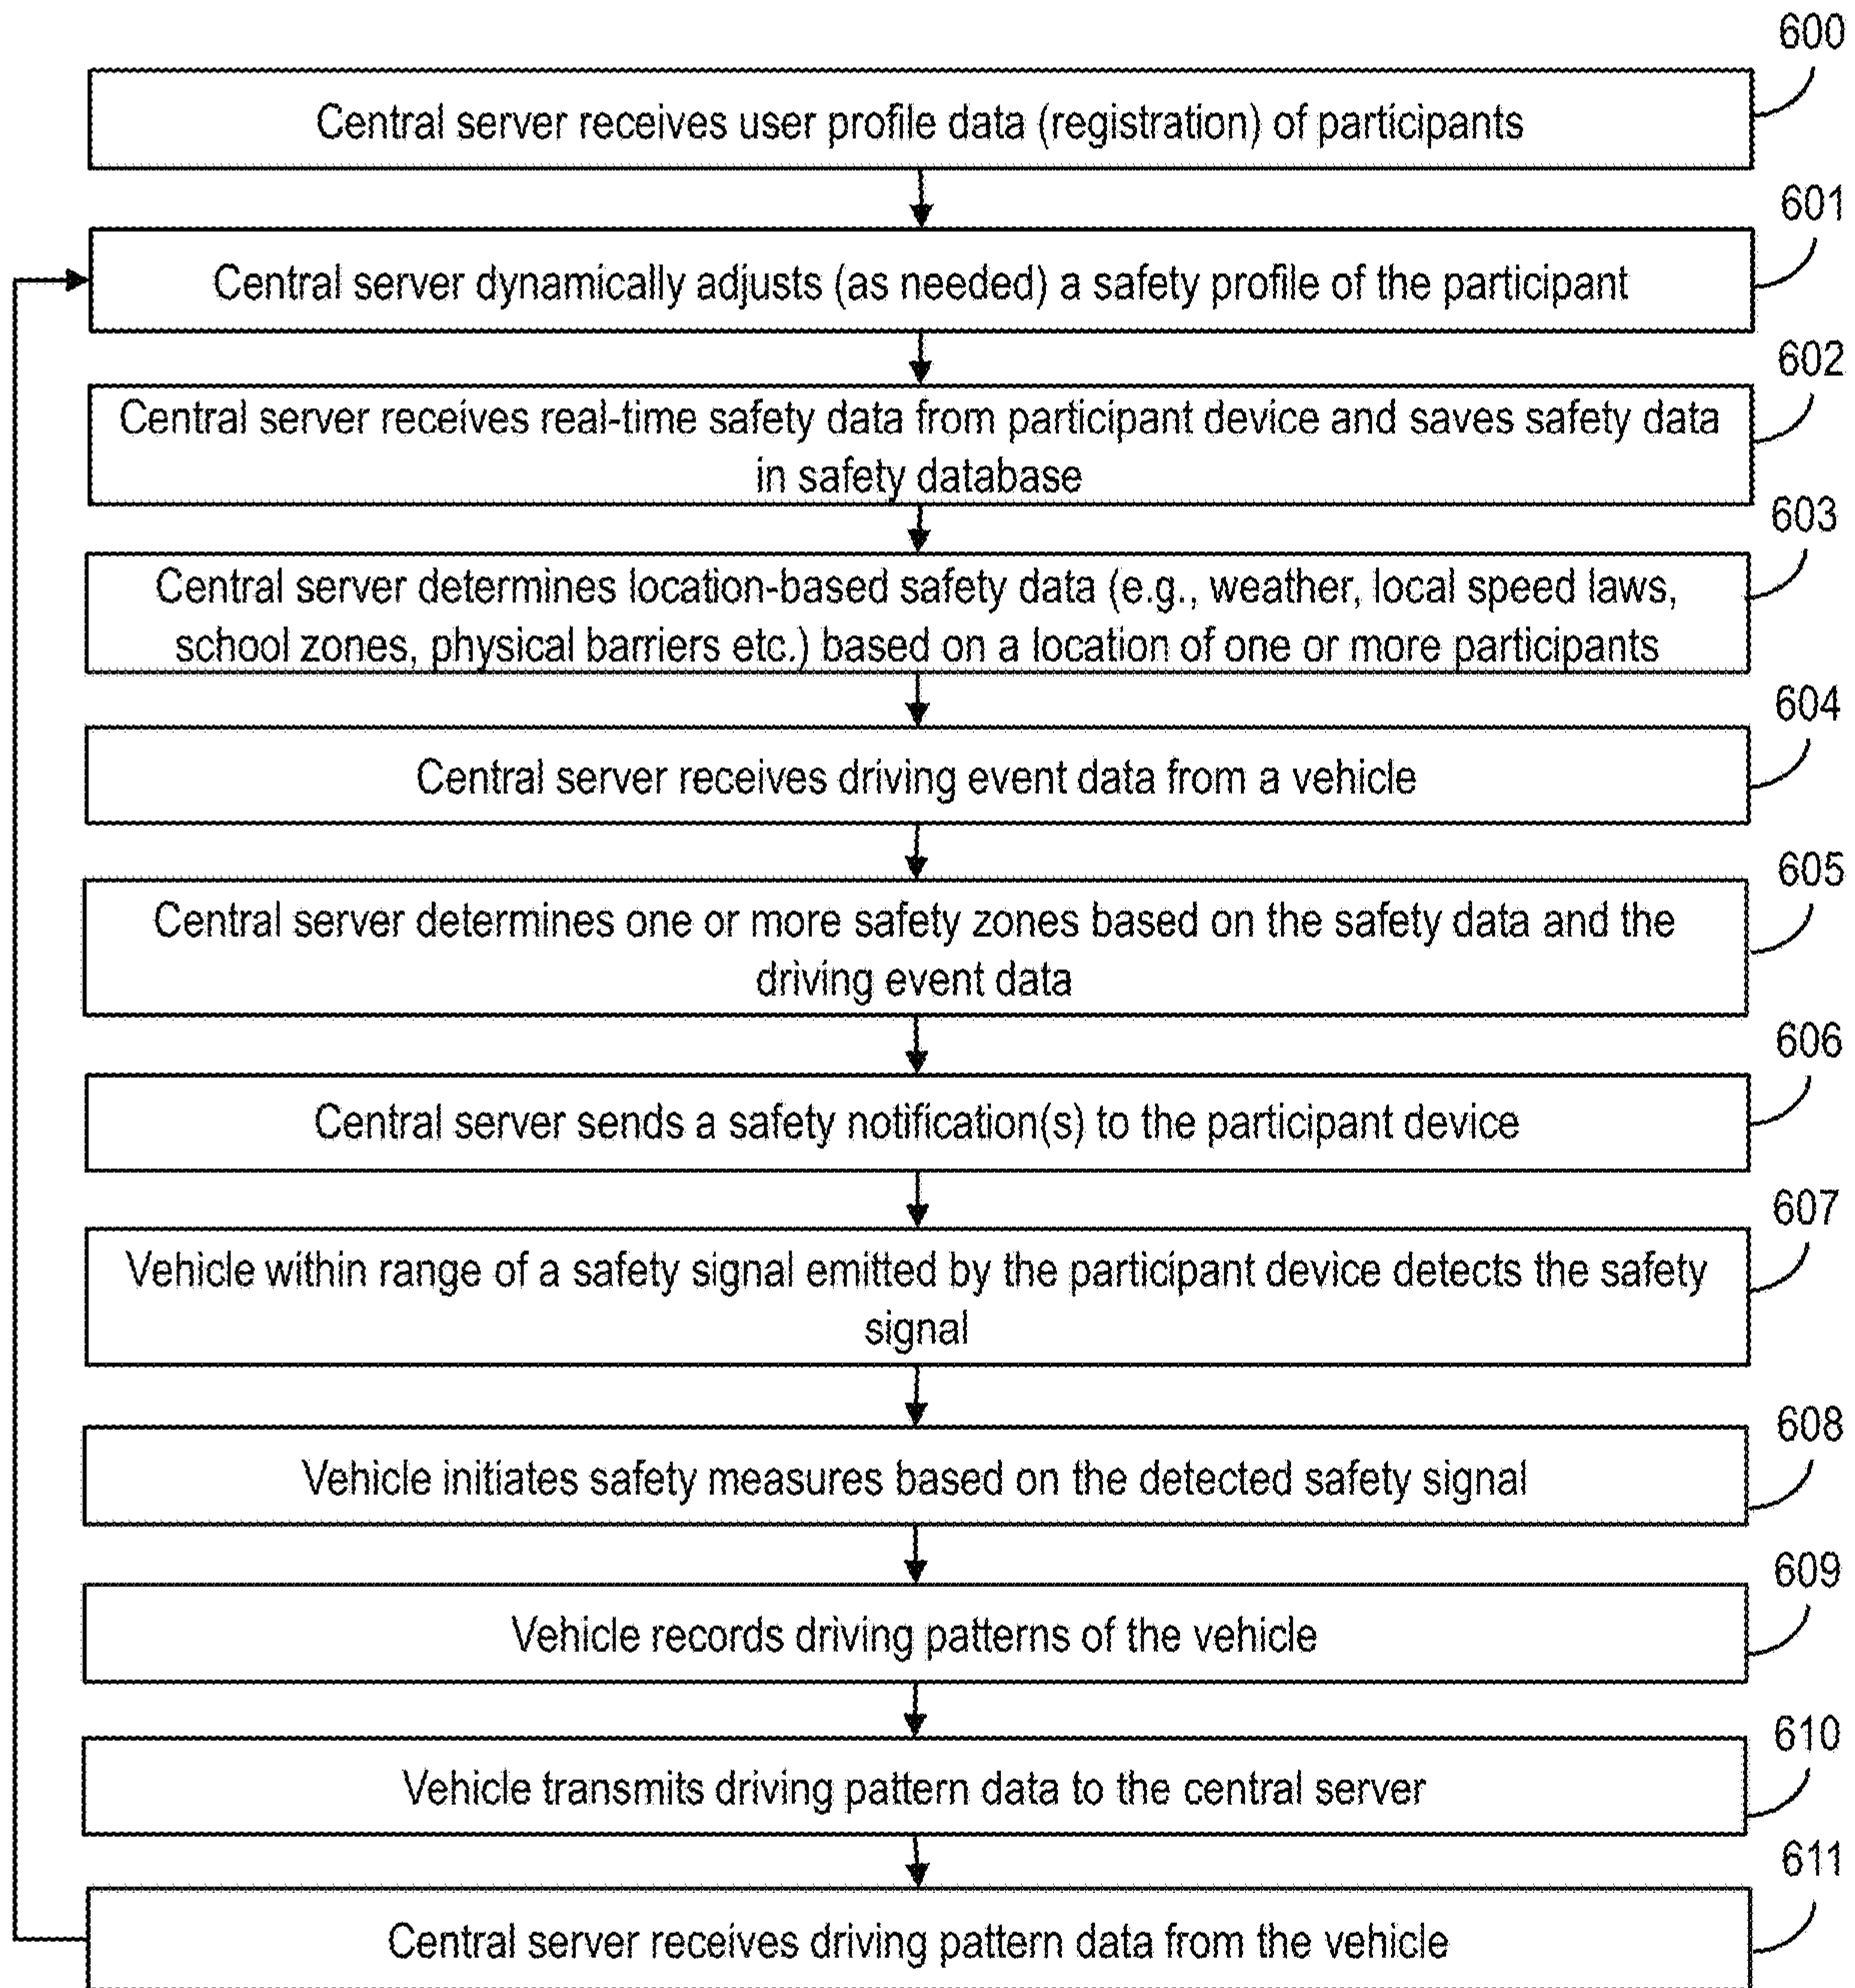 600
Central server receives user profile data (registration) of participants
601
Central server dynamically adjusts (as needed) a safety profile of the participant
602
Central server receives real-time safety data from participant device and saves safety data
in safety database
603
Central server determines location-based safety data (e.g., weather, local speed laws,
school zones, physical barriers etc.) based on a location of one or more participants
604
Central server receives driving event data from a vehicle
605
Central server determines one or more safety zones based on the safety data and the
driving event data
606
Central server sends a safety notification(s) to the participant device
607
Vehicle within range of a safety signal emitted by the participant device detects the safety
signal
608
Vehicle initiates safety measures based on the detected safety signal
609
Vehicle records driving patterns of the vehicle
610
Vehicle transmits driving pattern data to the central server
611
Central server receives driving pattern data from the vehicle